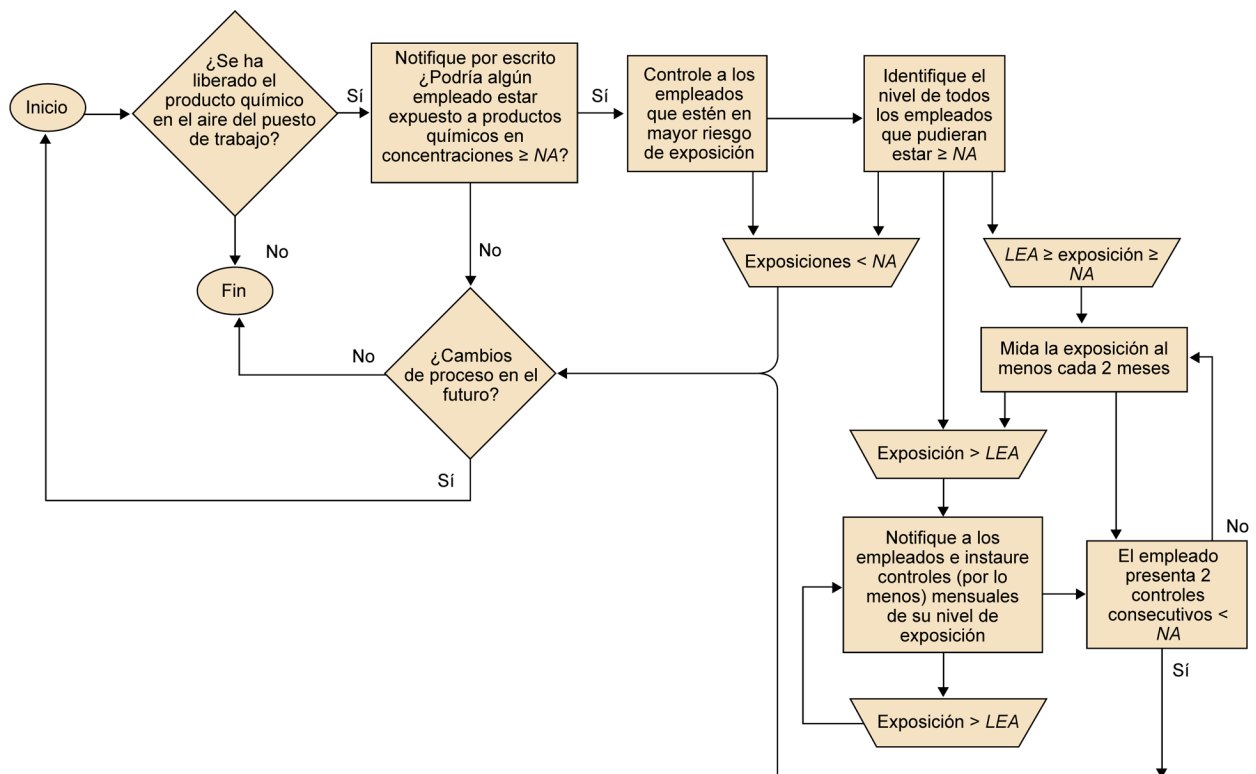 Inicio
¿Se ha
liberado el
producto químico
en el aire del puesto
de trabajo?
Sí
Notifique por escrito
¿Podría algún
empleado estar
expuesto a productos
químicos en
concentraciones ≥ NA?
Sí
Controle a los
empleados
que estén en
mayor riesgo
de exposición
Identifique el
nivel de todos
los empleados
que pudieran
estar ≥ NA
No
Fin
No
Exposiciones < NA
LEA ≥ exposición ≥
NA
No
¿Cambios
de proceso en el
futuro?
Mida la exposición al
menos cada 2 meses
Sí
Exposición > LEA
Notifique a los
empleados e instaure
controles (por lo
menos) mensuales
de su nivel de
exposición
No
El empleado
presenta 2
controles
consecutivos <
NA
Sí
Exposición > LEA